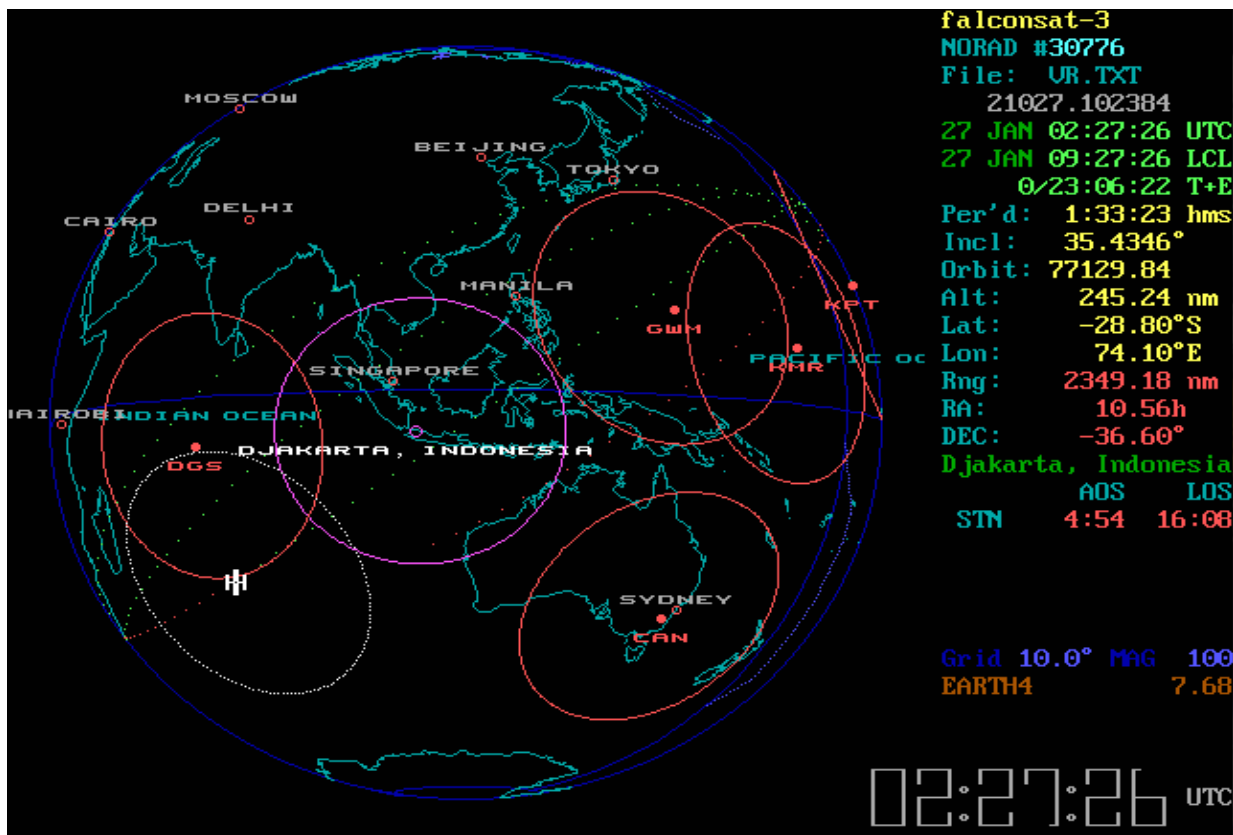 falconsat-3
NORAD #30776
File: VR.TXT
21027.102384
27 JAN 02:27:26 UTC
27 JAN 09:27:26 LCL
0/23:06:22 T+E
Per'd: 1:33:23 hms
Incl: 35.4346°
Orbit: 77129.84
Alt: 245.24 nm
Lat: -28.80°S
Lon: 74.10°E
Rng: 2349.18 nm
RA: 10.56h
DEC: -36.60°
Djakarta, Indonesia
AOS LOS
STN 4:54 16:08
Grid 10.0° MAG 100
EARTH4 7.68
02:27:26 UTC
MOSCOW
BEIJING
TOKYO
CAIRO
DELHI
MANILA
KPT
GWM
PACIFIC OC
KMR
SINGAPORE
NAIROBI
INDIAN OCEAN
DJAKARTA, INDONESIA
DGS
SYDNEY
CAN